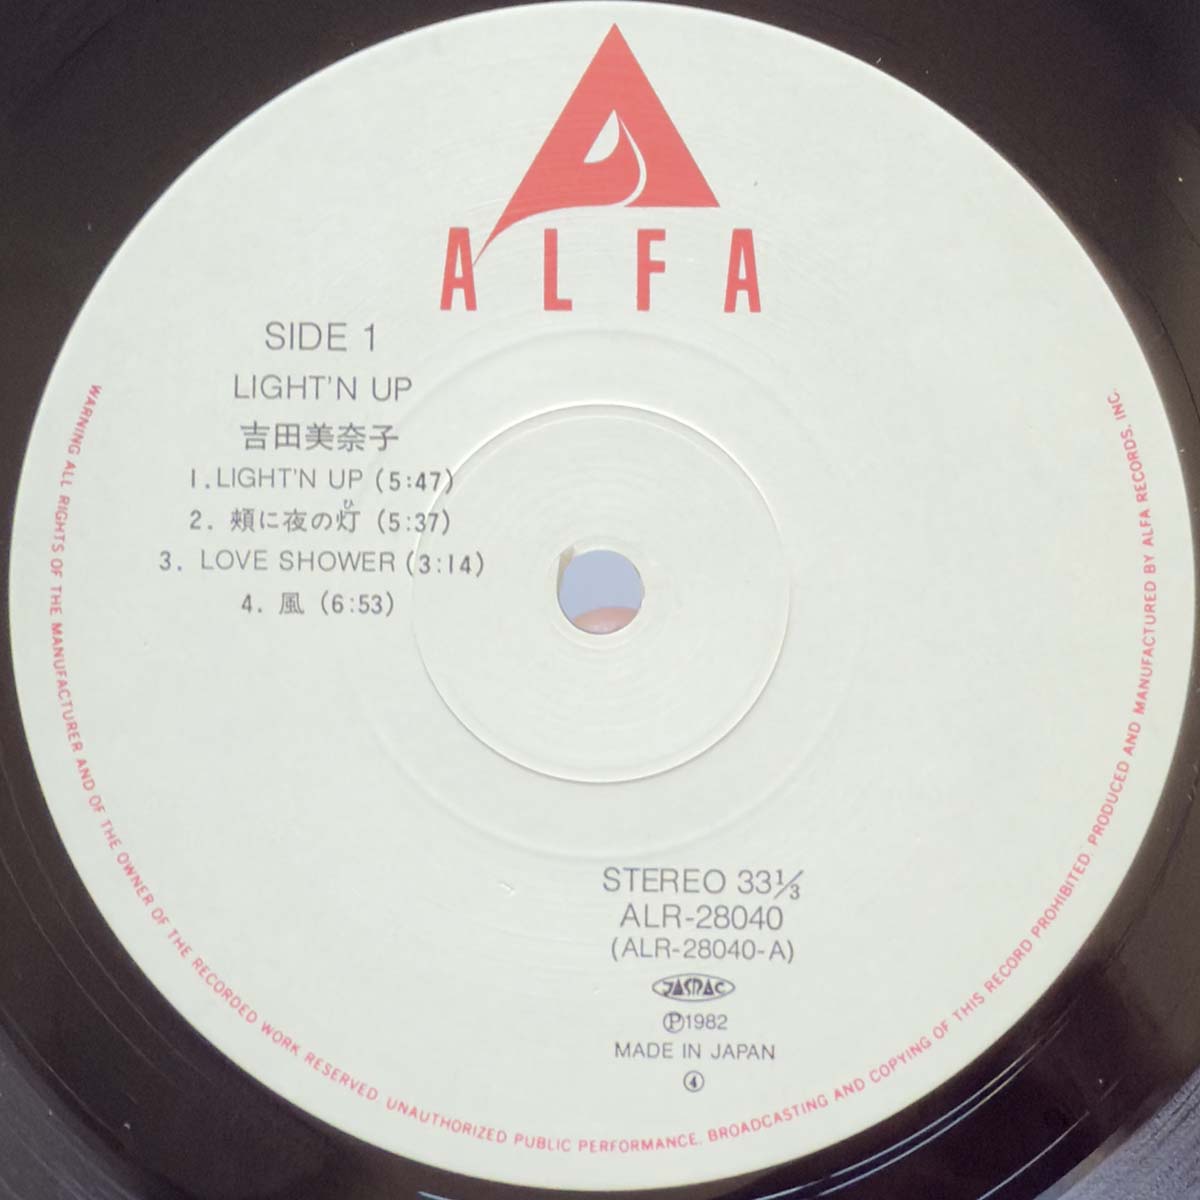 ALFA
SIDE 1
LIGHT'N UP
吉田美奈子
1. LIGHT'N UP (5:47)
2. 頬に夜の灯 (5:37)
ひ
3. LOVE SHOWER (3:14)
4. 風 (6:53)
STEREO 33⅓
ALR-28040
(ALR-28040-A)
JASRAC
Ⓟ1982
MADE IN JAPAN
④
WARNING ALL RIGHTS OF THE MANUFACTURER AND OF THE OWNER OF THE RECORDED WORK RESERVED UNAUTHORIZED PUBLIC PERFORMANCE, BROADCASTING AND COPYING OF THIS RECORD PROHIBITED. PRODUCED AND MANUFACTURED BY ALFA RECORDS, INC.